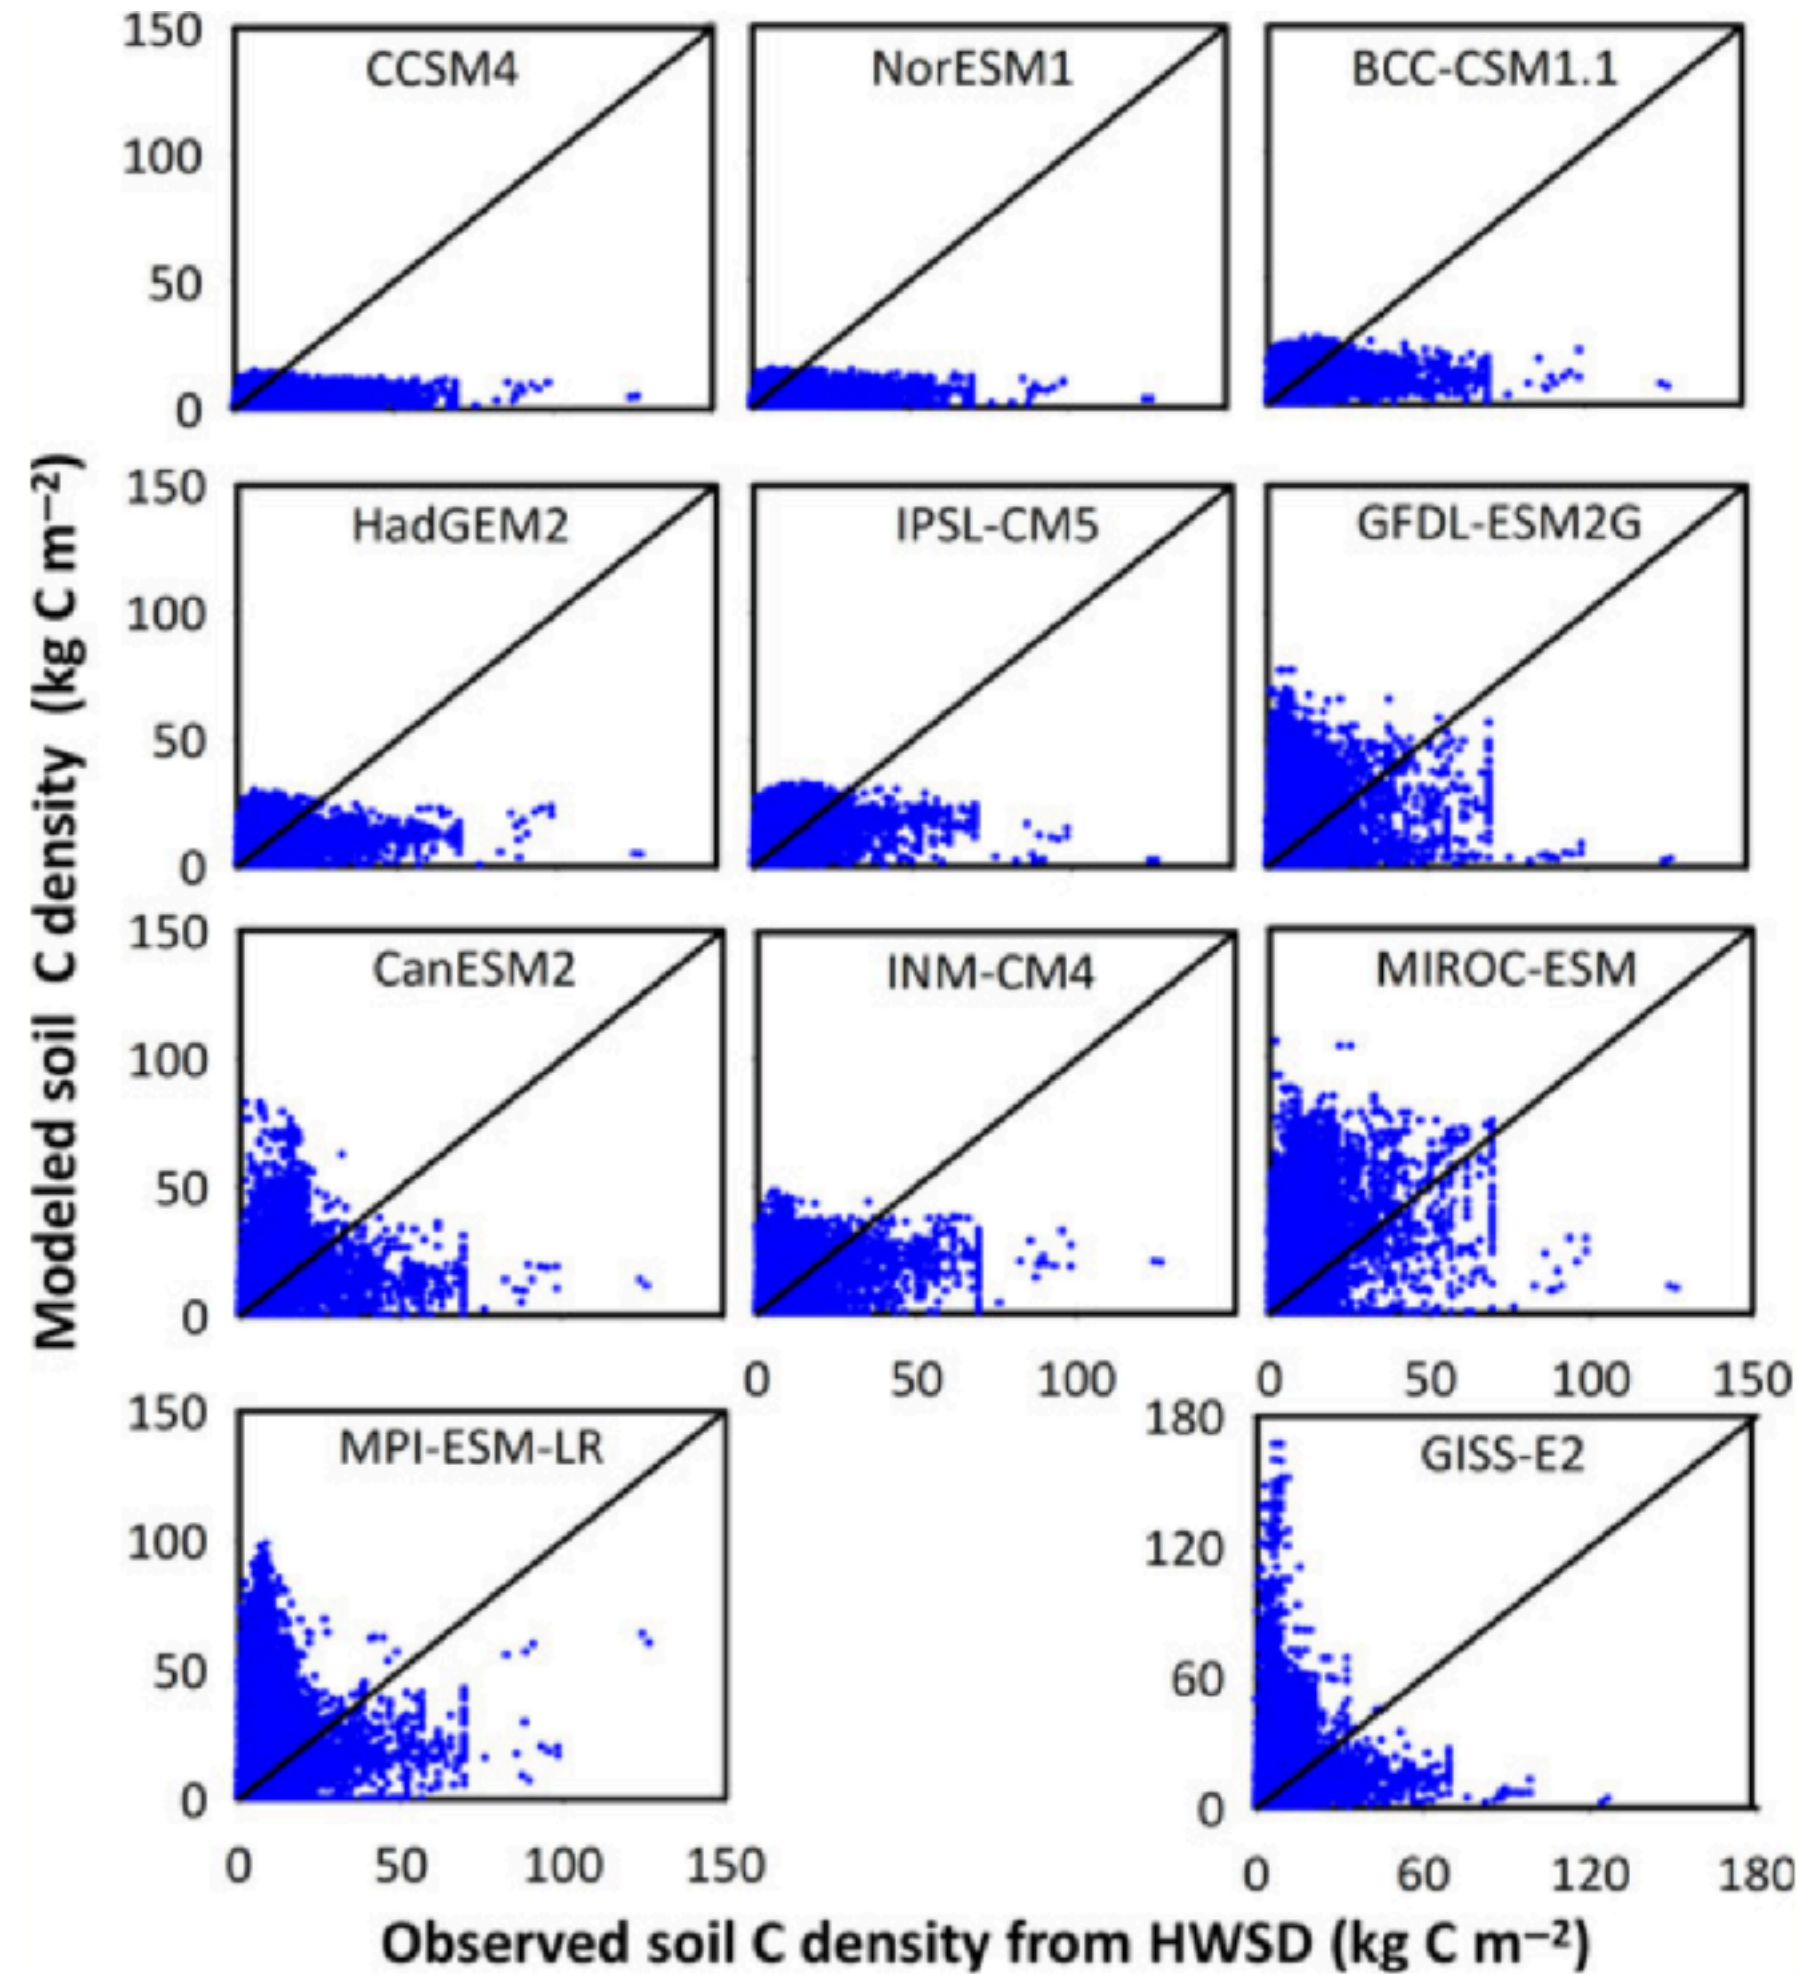 150
CCSM4
NorESM1
BCC-CSM1.1
100
50
0
150
HadGEM2
IPSL-CM5
GFDL-ESM2G
100
50
0
Modeled soil C density (kg C m⁻²)
150
CanESM2
INM-CM4
MIROC-ESM
100
50
0
0 50 100
0 50 100 150
150
MPI-ESM-LR
100
50
0
0 50 100 150
180
GISS-E2
120
60
0
0 60 120 180
Observed soil C density from HWSD (kg C m⁻²)